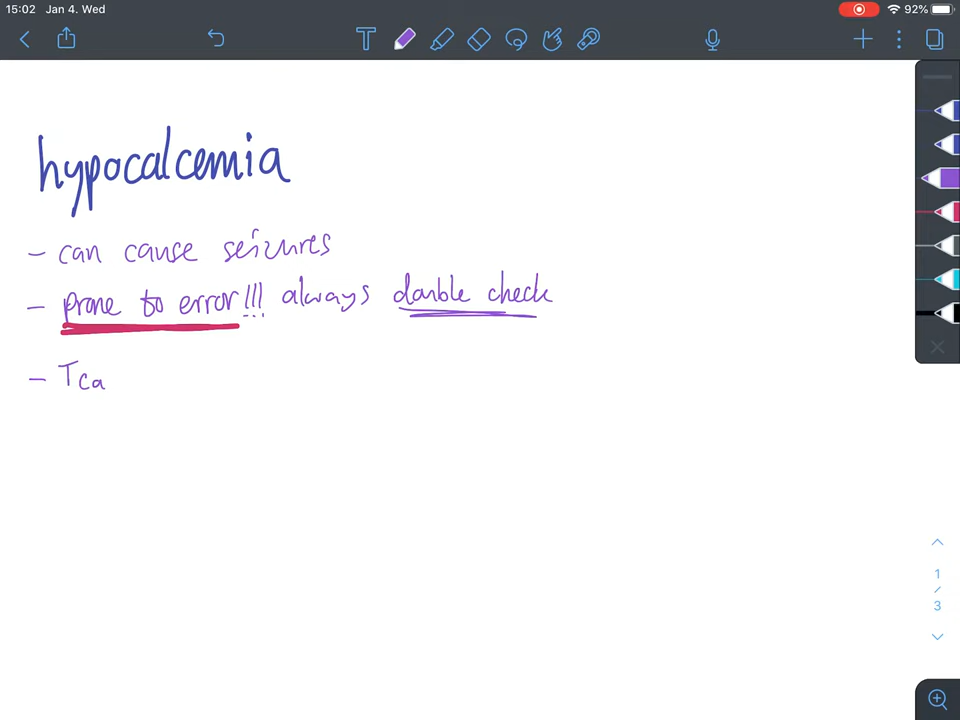 15:02 Jan 4. Wed 92%
T
hypocalcemia
- can cause seizures
- prone to error!!! always double check
- Tca
1
/
3